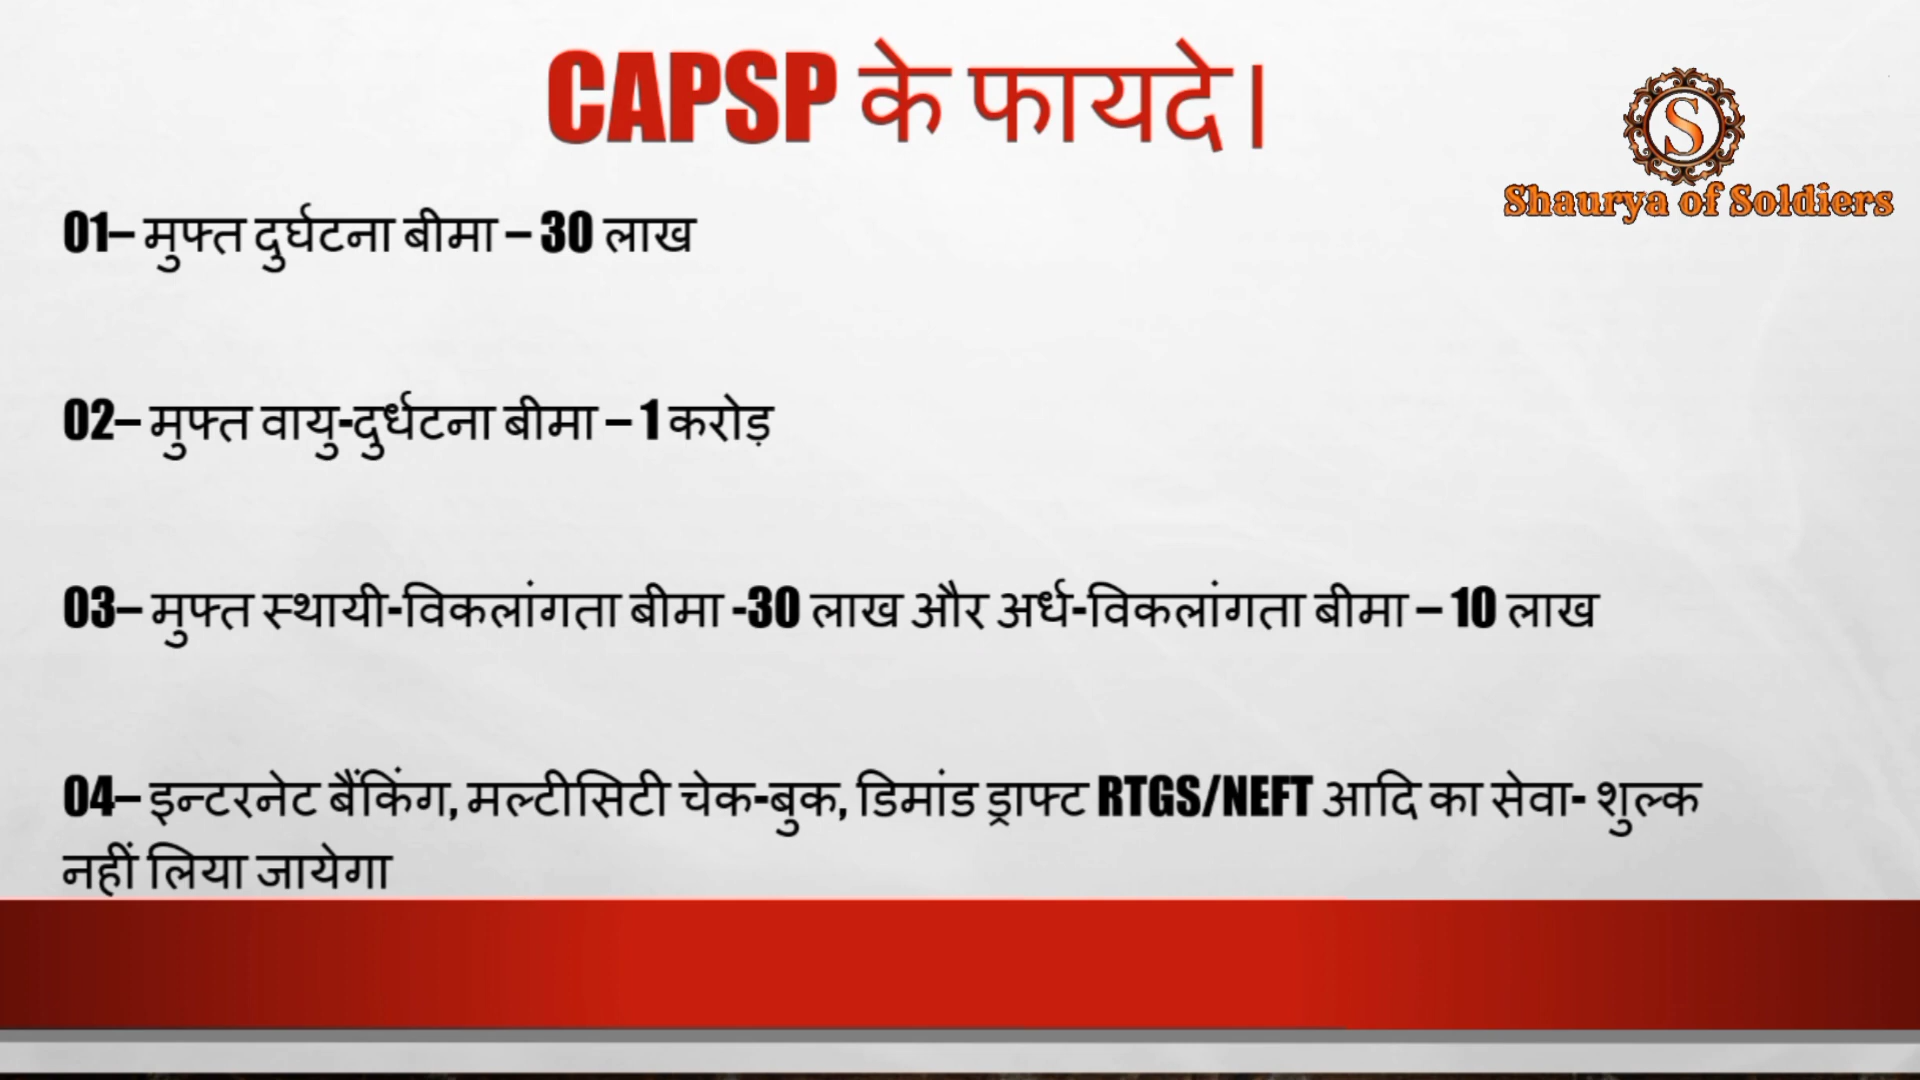 CAPSP के फायदे।
S
Shaurya of Soldiers
01– मुफ्त दुर्घटना बीमा – 30 लाख
02– मुफ्त वायु-दुर्धटना बीमा – 1 करोड़
03– मुफ्त स्थायी-विकलांगता बीमा -30 लाख और अर्ध-विकलांगता बीमा – 10 लाख
04– इन्टरनेट बैंकिंग, मल्टीसिटी चेक-बुक, डिमांड ड्राफ्ट RTGS/NEFT आदि का सेवा- शुल्क
नहीं लिया जायेगा